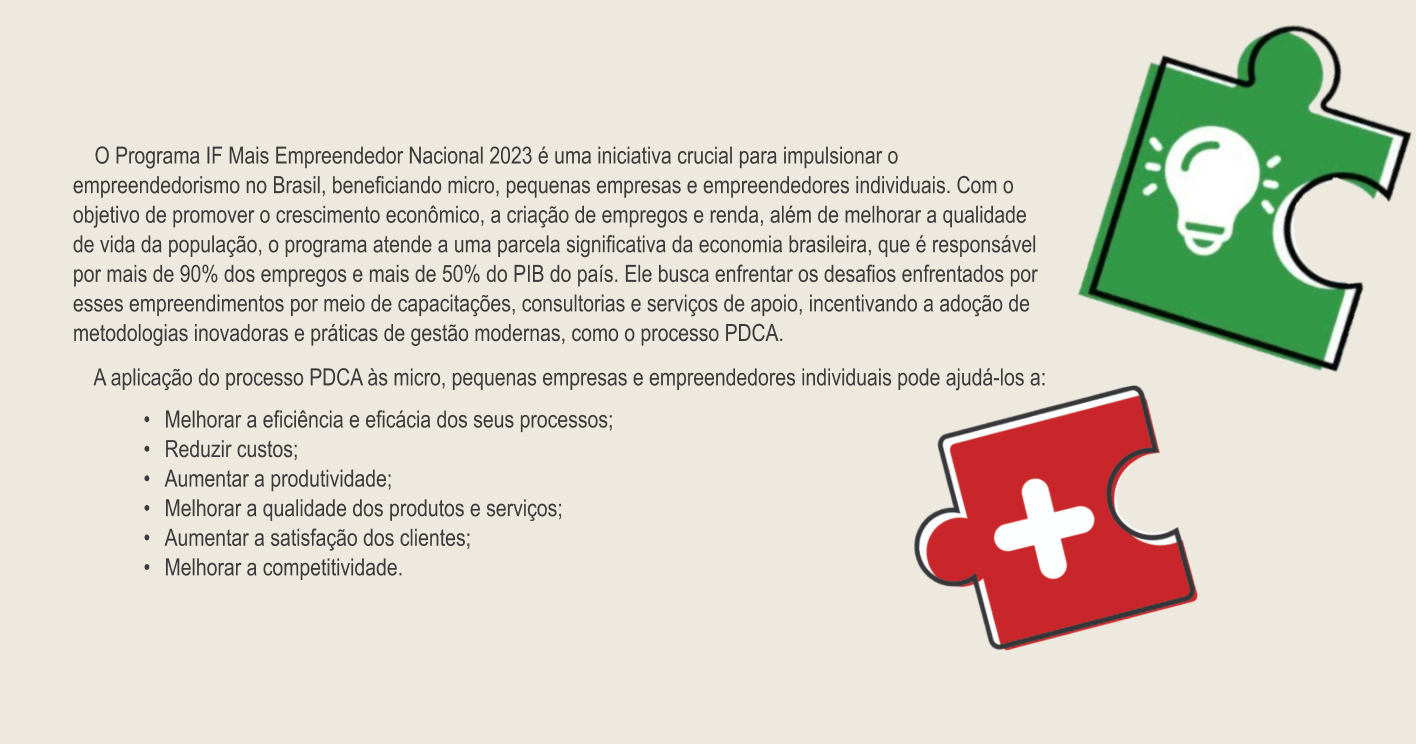 O Programa IF Mais Empreendedor Nacional 2023 é uma iniciativa crucial para impulsionar o
empreendedorismo no Brasil, beneficiando micro, pequenas empresas e empreendedores individuais. Com o
objetivo de promover o crescimento econômico, a criação de empregos e renda, além de melhorar a qualidade
de vida da população, o programa atende a uma parcela significativa da economia brasileira, que é responsável
por mais de 90% dos empregos e mais de 50% do PIB do país. Ele busca enfrentar os desafios enfrentados por
esses empreendimentos por meio de capacitações, consultorias e serviços de apoio, incentivando a adoção de
metodologias inovadoras e práticas de gestão modernas, como o processo PDCA.
A aplicação do processo PDCA às micro, pequenas empresas e empreendedores individuais pode ajudá-los a:
• Melhorar a eficiência e eficácia dos seus processos;
• Reduzir custos;
• Aumentar a produtividade;
• Melhorar a qualidade dos produtos e serviços;
• Aumentar a satisfação dos clientes;
• Melhorar a competitividade.